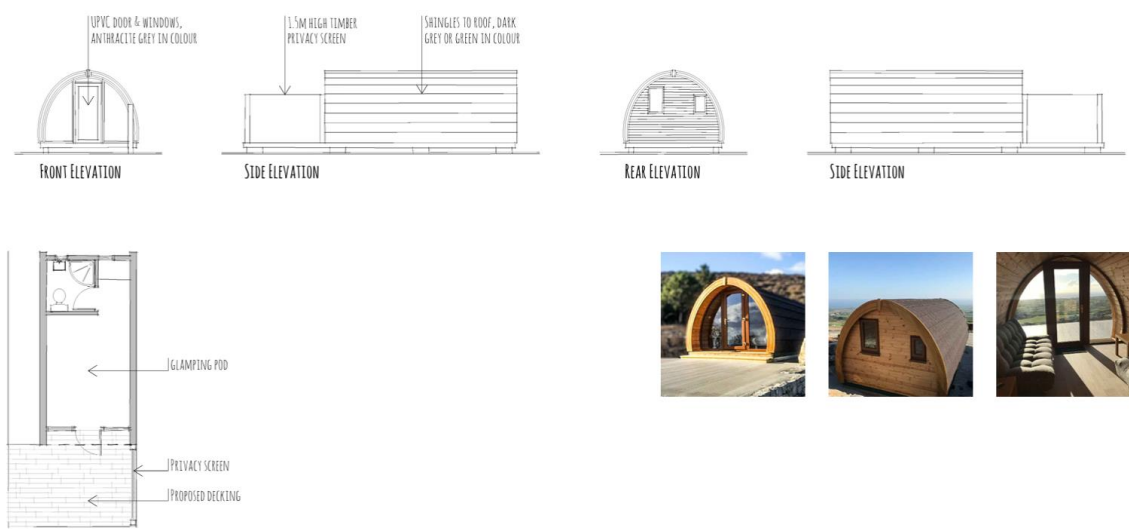 UPVC DOOR & WINDOWS,
ANTHRACITE GREY IN COLOUR
1.5M HIGH TIMBER
PRIVACY SCREEN
SHINGLES TO ROOF, DARK
GREY OR GREEN IN COLOUR
FRONT ELEVATION
SIDE ELEVATION
REAR ELEVATION
SIDE ELEVATION
GLAMPING POD
PRIVACY SCREEN
PROPOSED DECKING